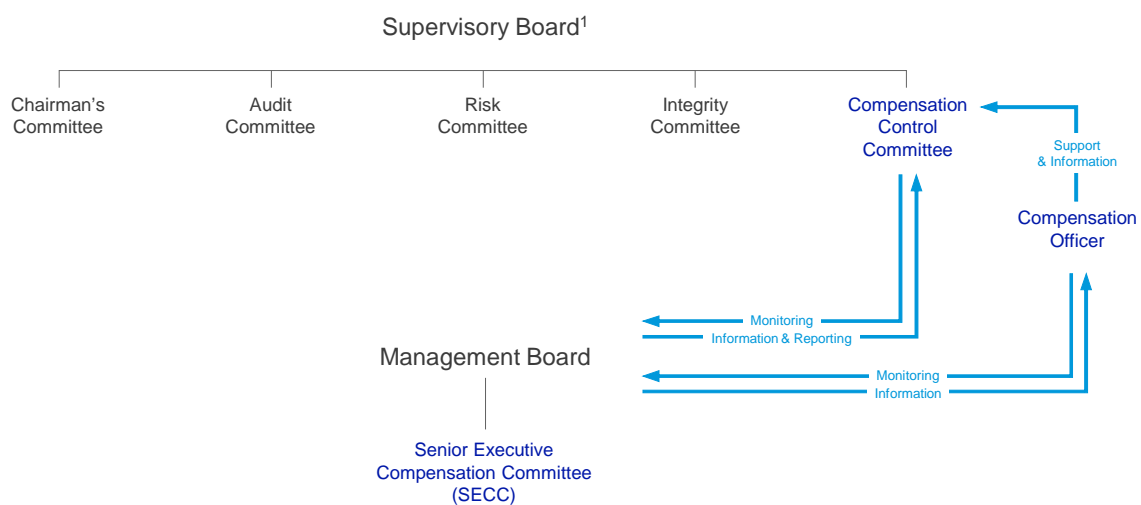 Supervisory Board¹
Chairman's
Committee
Audit
Committee
Risk
Committee
Integrity
Committee
Compensation
Control
Committee
Support
& Information
Compensation
Officer
Monitoring
Information & Reporting
Management Board
Monitoring
Information
Senior Executive
Compensation Committee
(SECC)